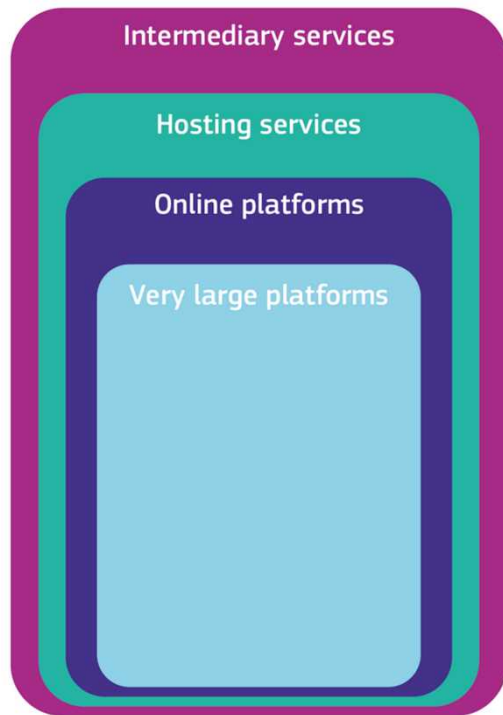 Intermediary services
Hosting services
Online platforms
Very large platforms